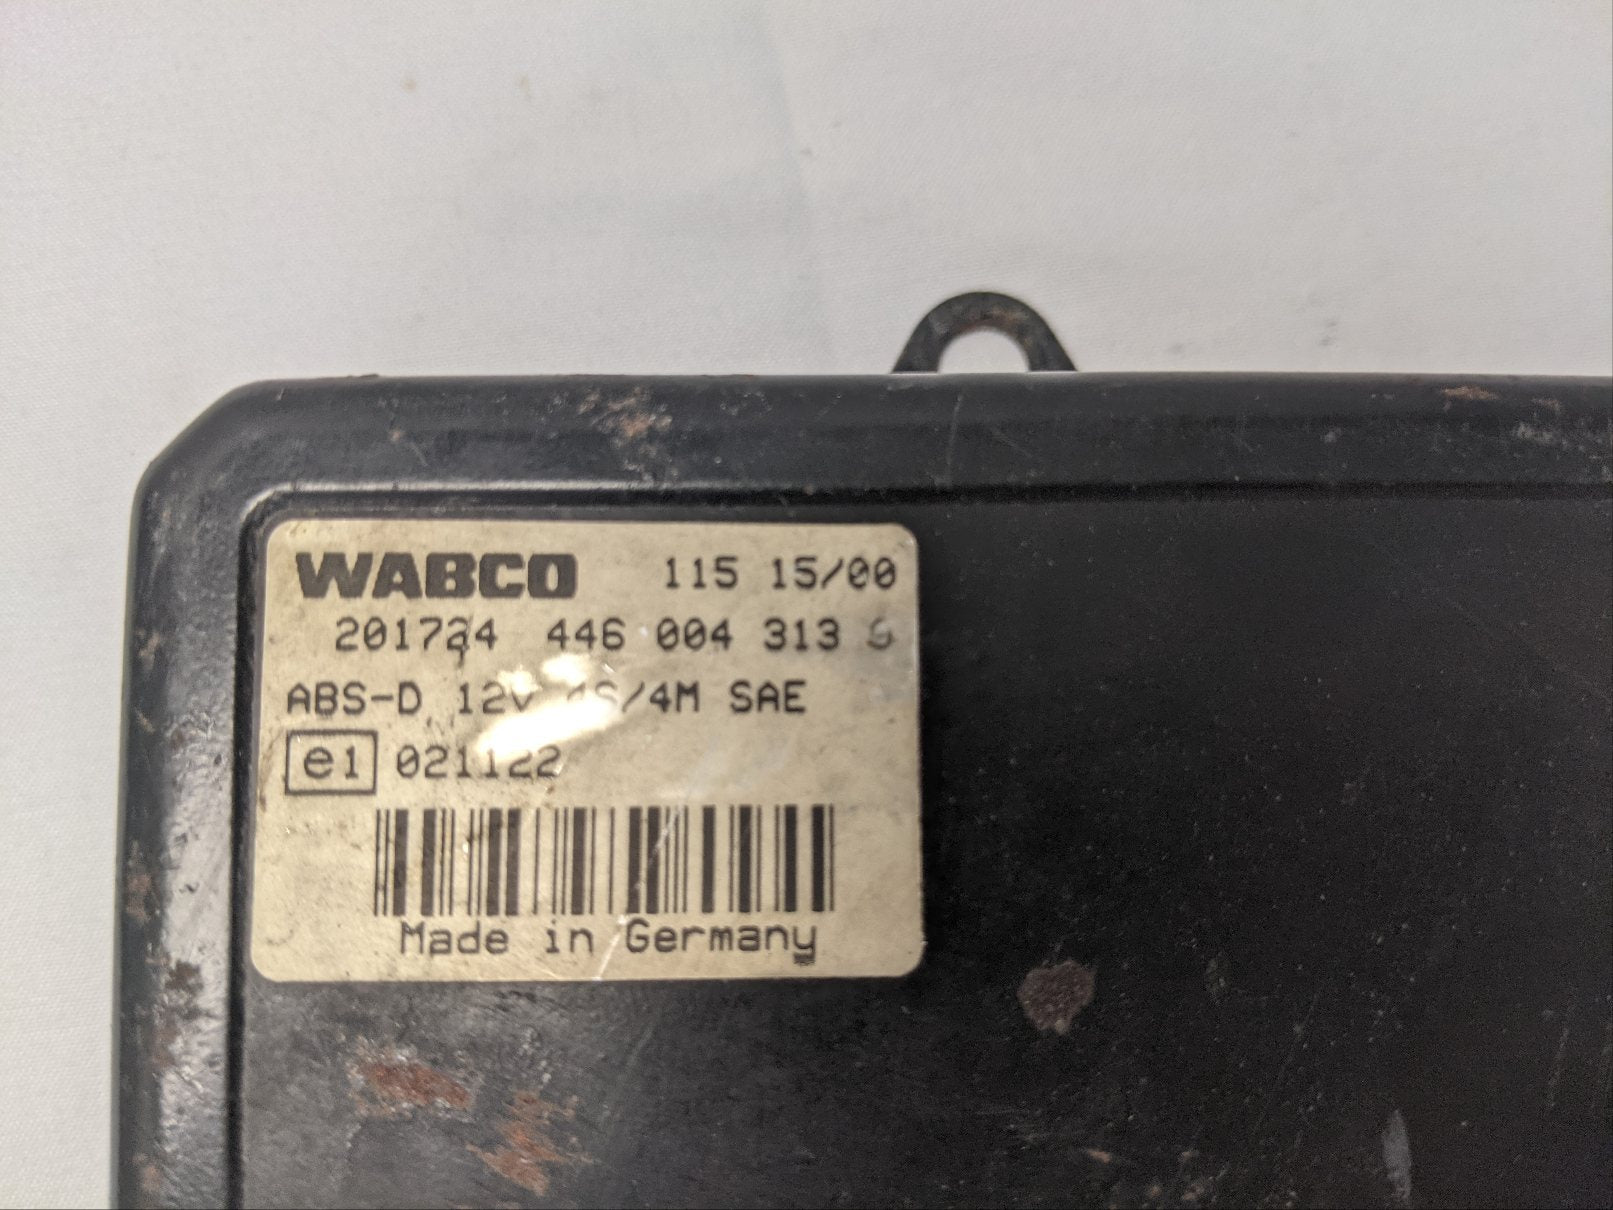 WABCO 115 15/00
201724 446 004 313
ABS-D 12V 4S/4M SAE
e1 021122
Made in Germany